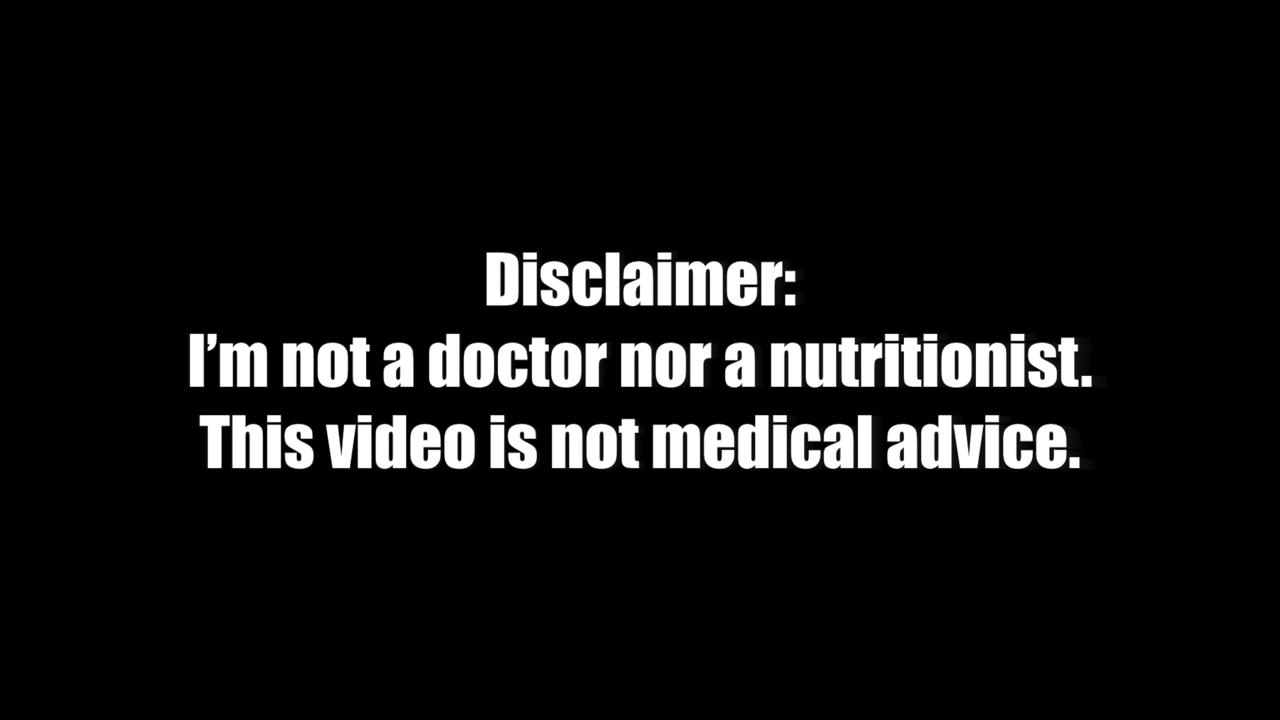 Disclaimer:
I’m not a doctor nor a nutritionist.
This video is not medical advice.